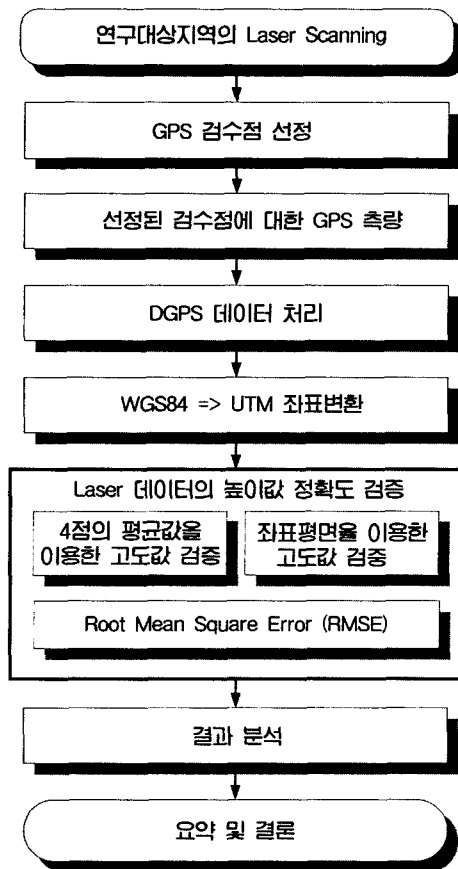 연구대상지역의 Laser Scanning
GPS 검수점 선정
선정된 검수점에 대한 GPS 측량
DGPS 데이터 처리
WGS84 => UTM 좌표변환
Laser 데이터의 높이값 정확도 검증
4점의 평균값을
이용한 고도값 검증
좌표평면을 이용한
고도값 검증
Root Mean Square Error (RMSE)
결과 분석
요약 및 결론